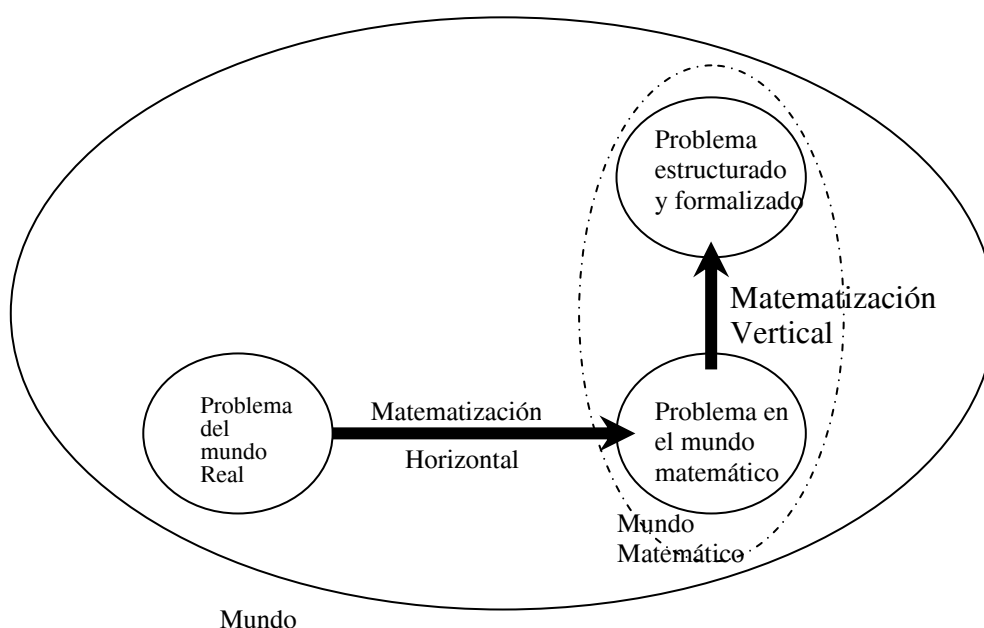 Problema
estructurado
y formalizado
Matematización
Vertical
Problema
del
mundo
Real
Matematización
Horizontal
Problema en
el mundo
matemático
Mundo
Matemático
Mundo